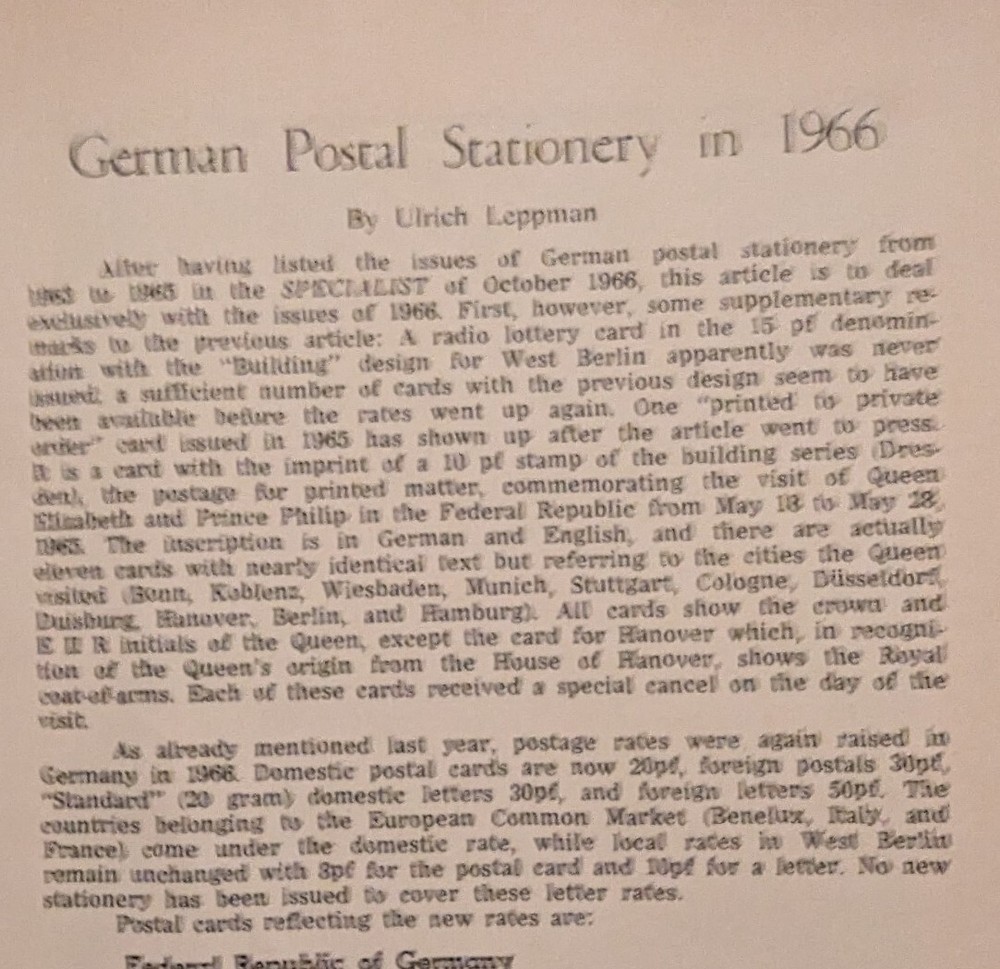 German Postal Stationery in 1966
By Ulrich Leppman
After having listed the issues of German postal stationery from
to 1965 in the SPECIALIST of October 1966, this article is to deal
exclusively with the issues of 1966. First, however, some supplementary re-
marks to the previous article: A radio lottery card in the 15 pf denomin-
ation with the "Building" design for West Berlin apparently was never
issued; a sufficient number of cards with the previous design seem to have
been available before the rates went up again. One "printed to private
order" card issued in 1965 has shown up after the article went to press.
It is a card with the imprint of a 10 pf stamp of the building series (Dres-
den), the postage for printed matter, commemorating the visit of Queen
Elizabeth and Prince Philip in the Federal Republic from May 18 to May 28,
1965. The inscription is in German and English, and there are actually
eleven cards with nearly identical text but referring to the cities the Queen
visited (Bonn, Koblenz, Wiesbaden, Munich, Stuttgart, Cologne, Düsseldorf,
Duisburg, Hanover, Berlin, and Hamburg). All cards show the crown and
E II R initials of the Queen, except the card for Hanover which, in recogni-
tion of the Queen's origin from the House of Hanover, shows the Royal
coat-of-arms. Each of these cards received a special cancel on the day of the
visit.
As already mentioned last year, postage rates were again raised in
Germany in 1966. Domestic postal cards are now 20pf, foreign postals 30pf,
"Standard" (20 gram) domestic letters 30pf, and foreign letters 50pf. The
countries belonging to the European Common Market (Benelux, Italy, and
France) come under the domestic rate, while local rates in West Berlin
remain unchanged with 8pf for the postal card and 10pf for a letter. No new
stationery has been issued to cover these letter rates.
Postal cards reflecting the new rates are:
Federal Republic of Germany